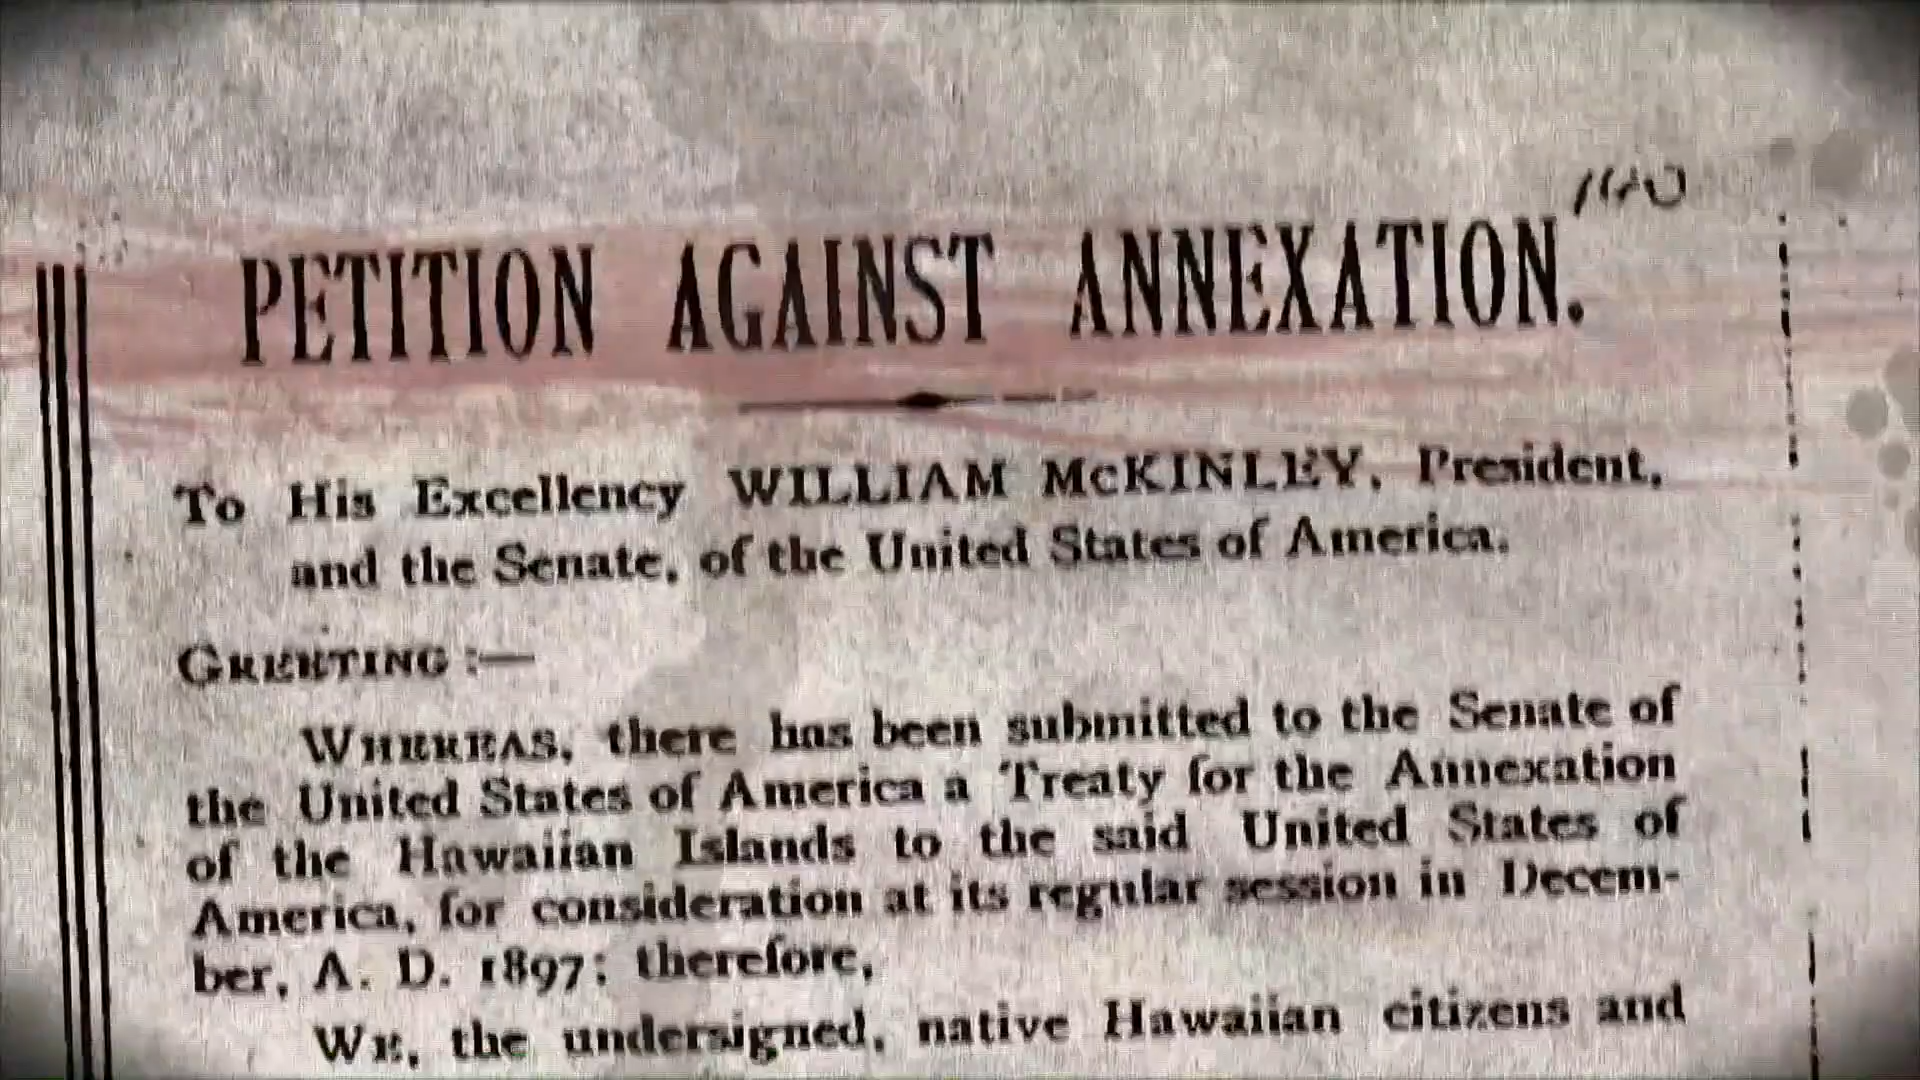 PETITION AGAINST ANNEXATION.
To His Excellency WILLIAM McKINLEY, President,
and the Senate, of the United States of America.
GREETING :—
WHEREAS, there has been submitted to the Senate of
the United States of America a Treaty for the Annexation
of the Hawaiian Islands to the said United States of
America, for consideration at its regular session in Decem-
ber, A. D. 1897; therefore,
WE, the undersigned, native Hawaiian citizens and